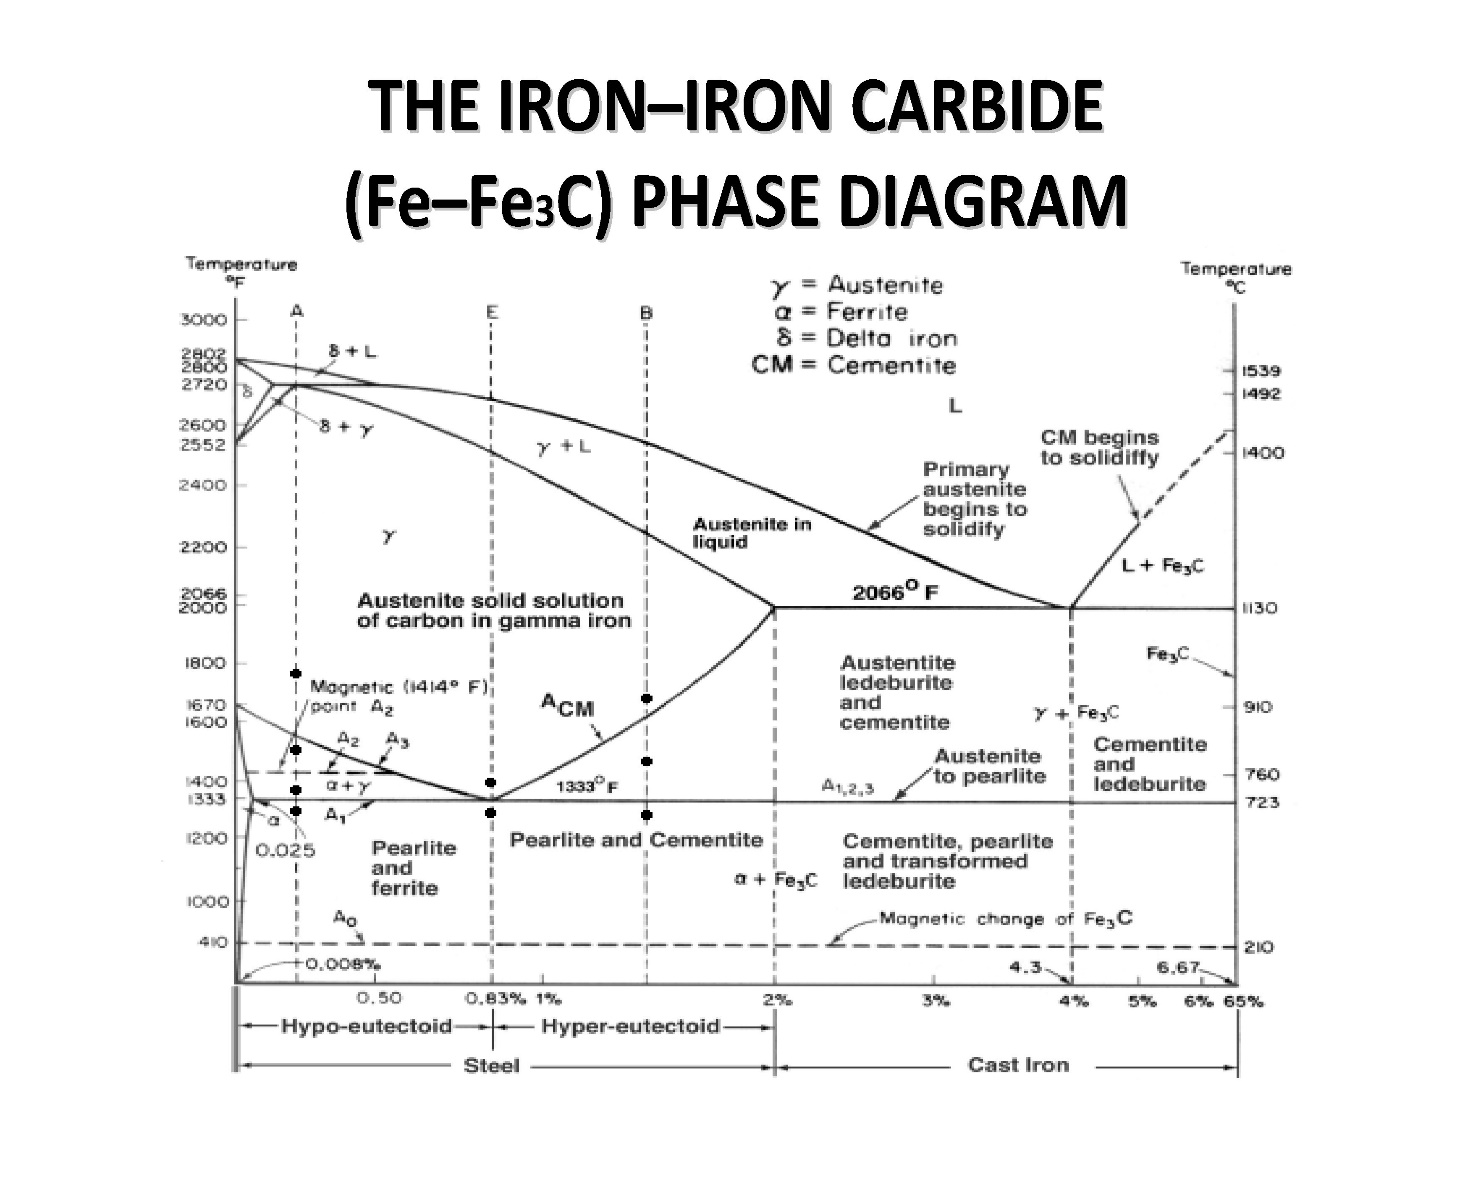 THE IRON–IRON CARBIDE
(Fe–Fe3C) PHASE DIAGRAM
Temperature
°F
Temperature
°C
γ = Austenite
α = Ferrite
δ = Delta iron
CM = Cementite
A
E
B
3000
2802
2800
2720
2600
2552
2400
2200
2066
2000
1800
1670
1600
1400
1333
1200
1000
410
1539
1492
1400
1130
910
760
723
210
δ + L
δ
δ + γ
γ + L
L
CM begins
to solidiffy
Primary
austenite
begins to
solidify
Austenite in
liquid
γ
L + Fe3C
2066° F
Austenite solid solution
of carbon in gamma iron
Fe3C
Austentite
ledeburite
and
cementite
Magnetic (1414° F)
point A2
ACM
γ + Fe3C
A2
A3
Cementite
and
ledeburite
Austenite
to pearlite
α + γ
1333° F
A1,2,3
α
A1
0.025
Pearlite
and
ferrite
Pearlite and Cementite
Cementite, pearlite
and transformed
ledeburite
α + Fe3C
A0
Magnetic change of Fe3C
0.008%
4.3
6.67
0.50
0.83%
1%
2%
3%
4%
5%
6%
65%
Hypo-eutectoid
Hyper-eutectoid
Steel
Cast Iron